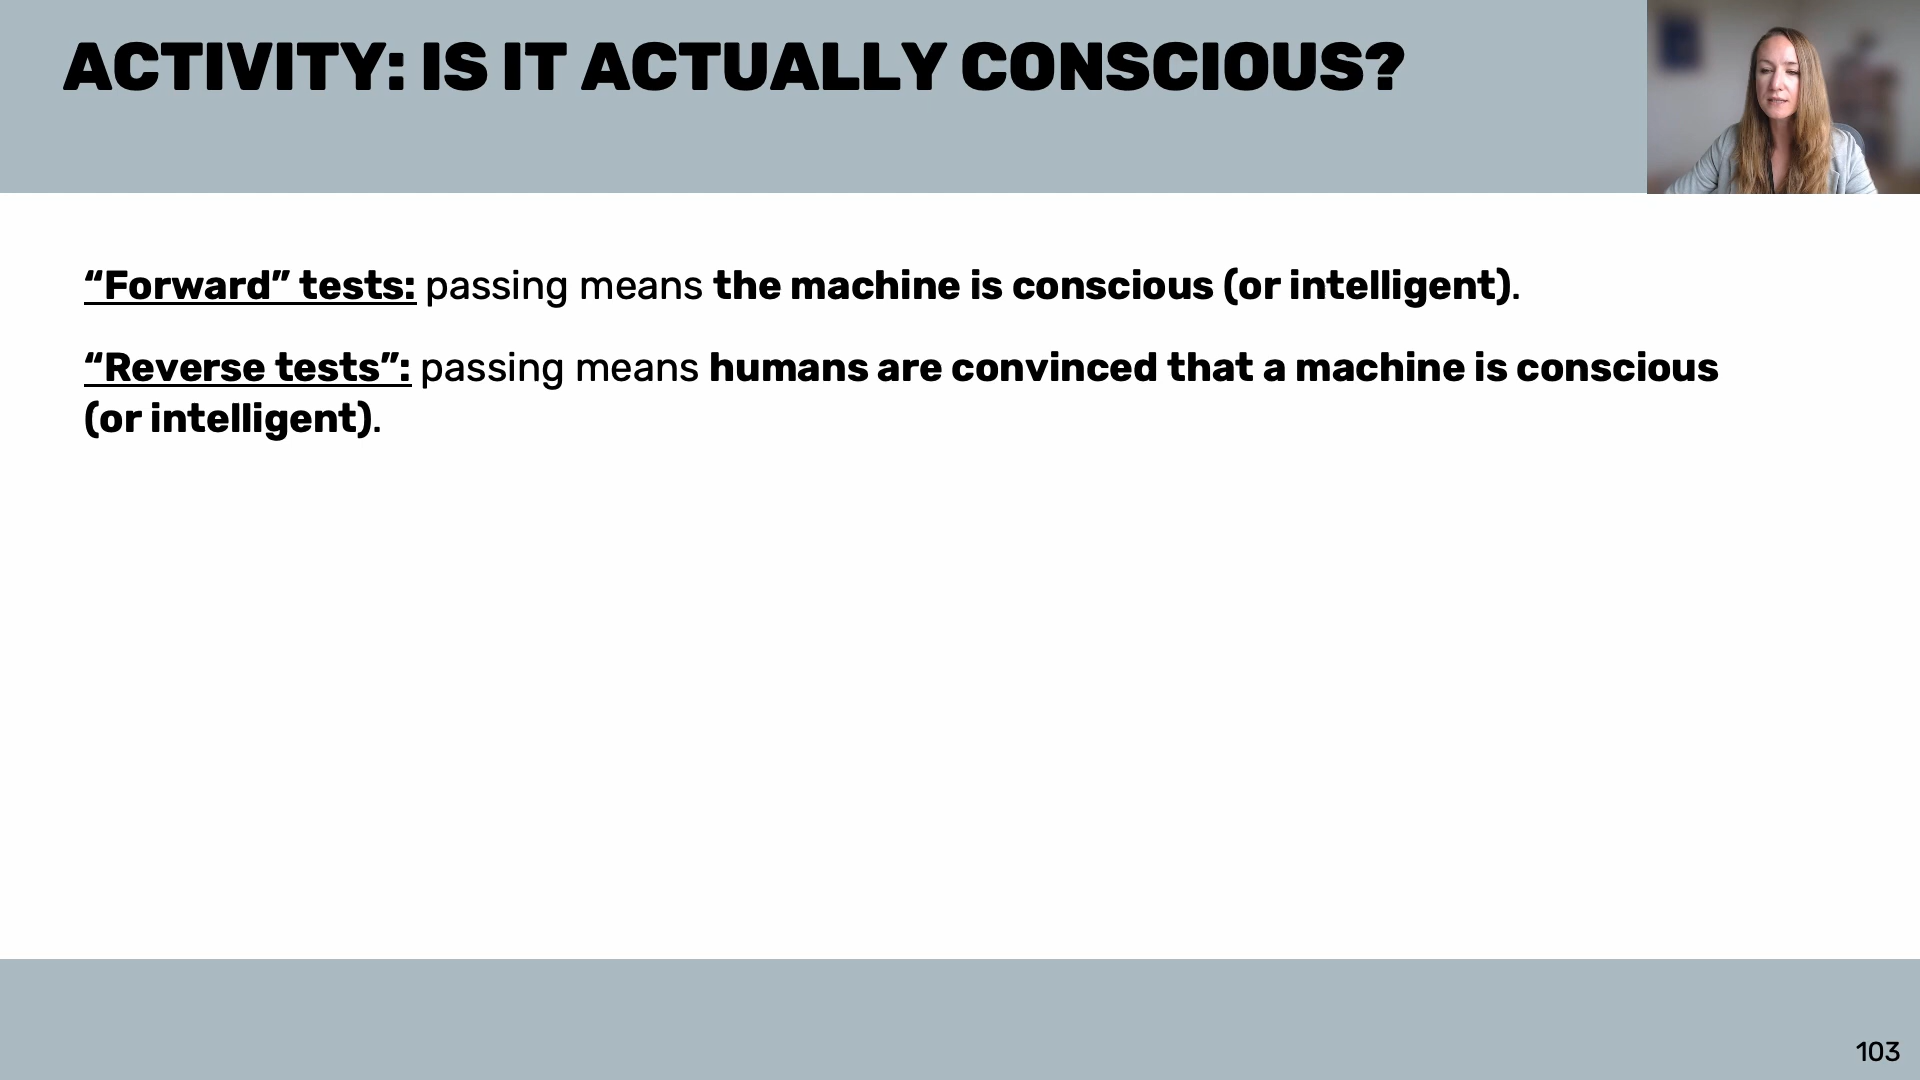 ACTIVITY: IS IT ACTUALLY CONSCIOUS?
“Forward” tests: passing means the machine is conscious (or intelligent).
“Reverse tests”: passing means humans are convinced that a machine is conscious
(or intelligent).
103